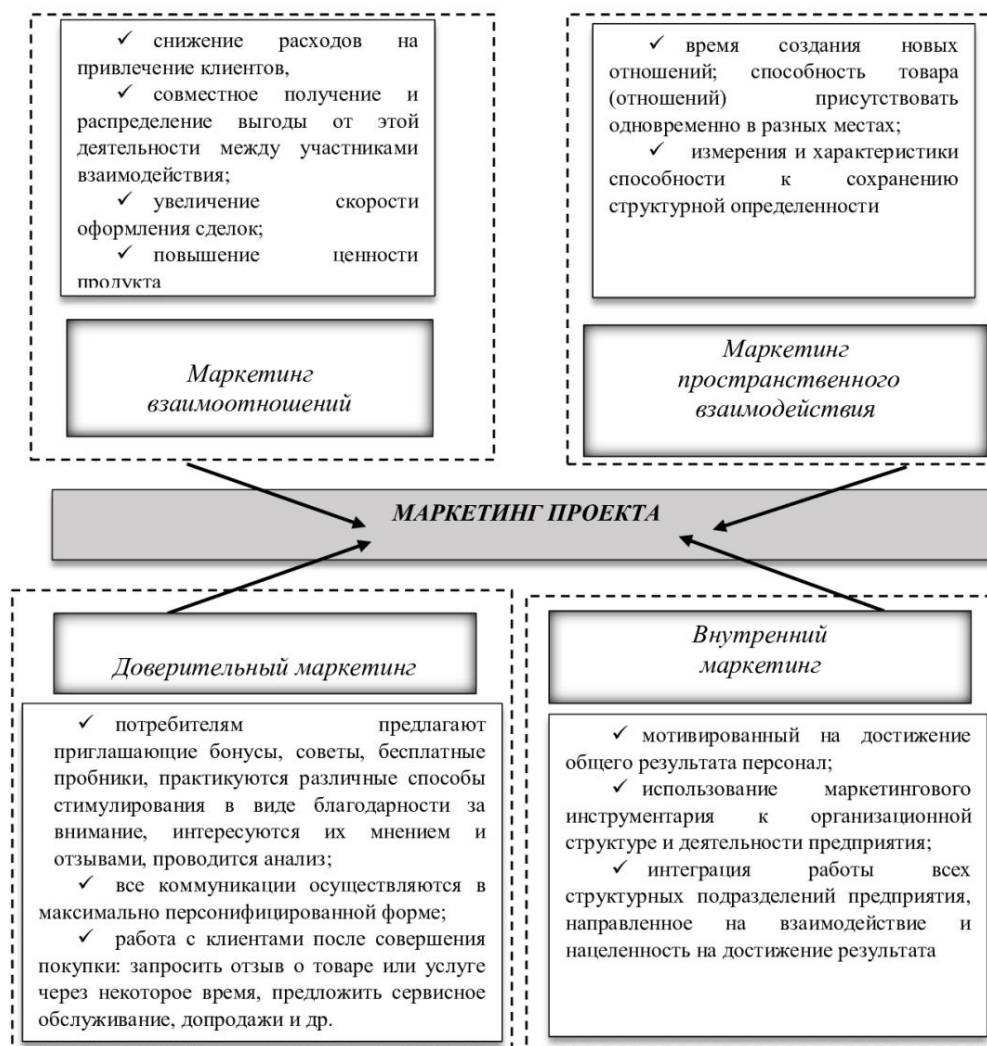 ✓ снижение расходов на
привлечение клиентов,
✓ совместное получение и
распределение выгоды от этой
деятельности между участниками
взаимодействия;
✓ увеличение скорости
оформления сделок;
✓ повышение ценности
продукта
Маркетинг
взаимоотношений
✓ время создания новых
отношений; способность товара
(отношений) присутствовать
одновременно в разных местах;
✓ измерения и характеристики
способности к сохранению
структурной определенности
Маркетинг
пространственного
взаимодействия
МАРКЕТИНГ ПРОЕКТА
Доверительный маркетинг
✓ потребителям предлагают
приглашающие бонусы, советы, бесплатные
пробники, практикуются различные способы
стимулирования в виде благодарности за
внимание, интересуются их мнением и
отзывами, проводится анализ;
✓ все коммуникации осуществляются в
максимально персонифицированной форме;
✓ работа с клиентами после совершения
покупки: запросить отзыв о товаре или услуге
через некоторое время, предложить сервисное
обслуживание, допродажи и др.
Внутренний
маркетинг
✓ мотивированный на достижение
общего результата персонал;
✓ использование маркетингового
инструментария к организационной
структуре и деятельности предприятия;
✓ интеграция работы всех
структурных подразделений предприятия,
направленное на взаимодействие и
нацеленность на достижение результата